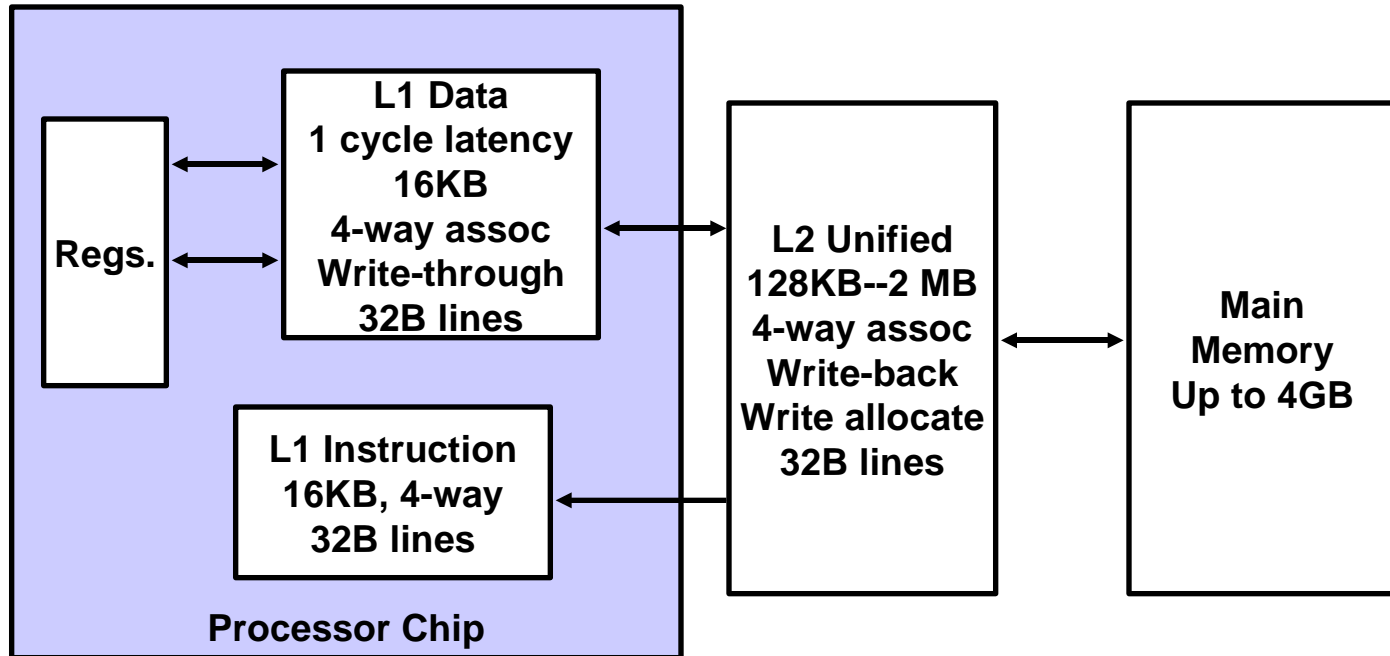 Regs.
L1 Data
1 cycle latency
16KB
4-way assoc
Write-through
32B lines
L1 Instruction
16KB, 4-way
32B lines
Processor Chip
L2 Unified
128KB--2 MB
4-way assoc
Write-back
Write allocate
32B lines
Main
Memory
Up to 4GB